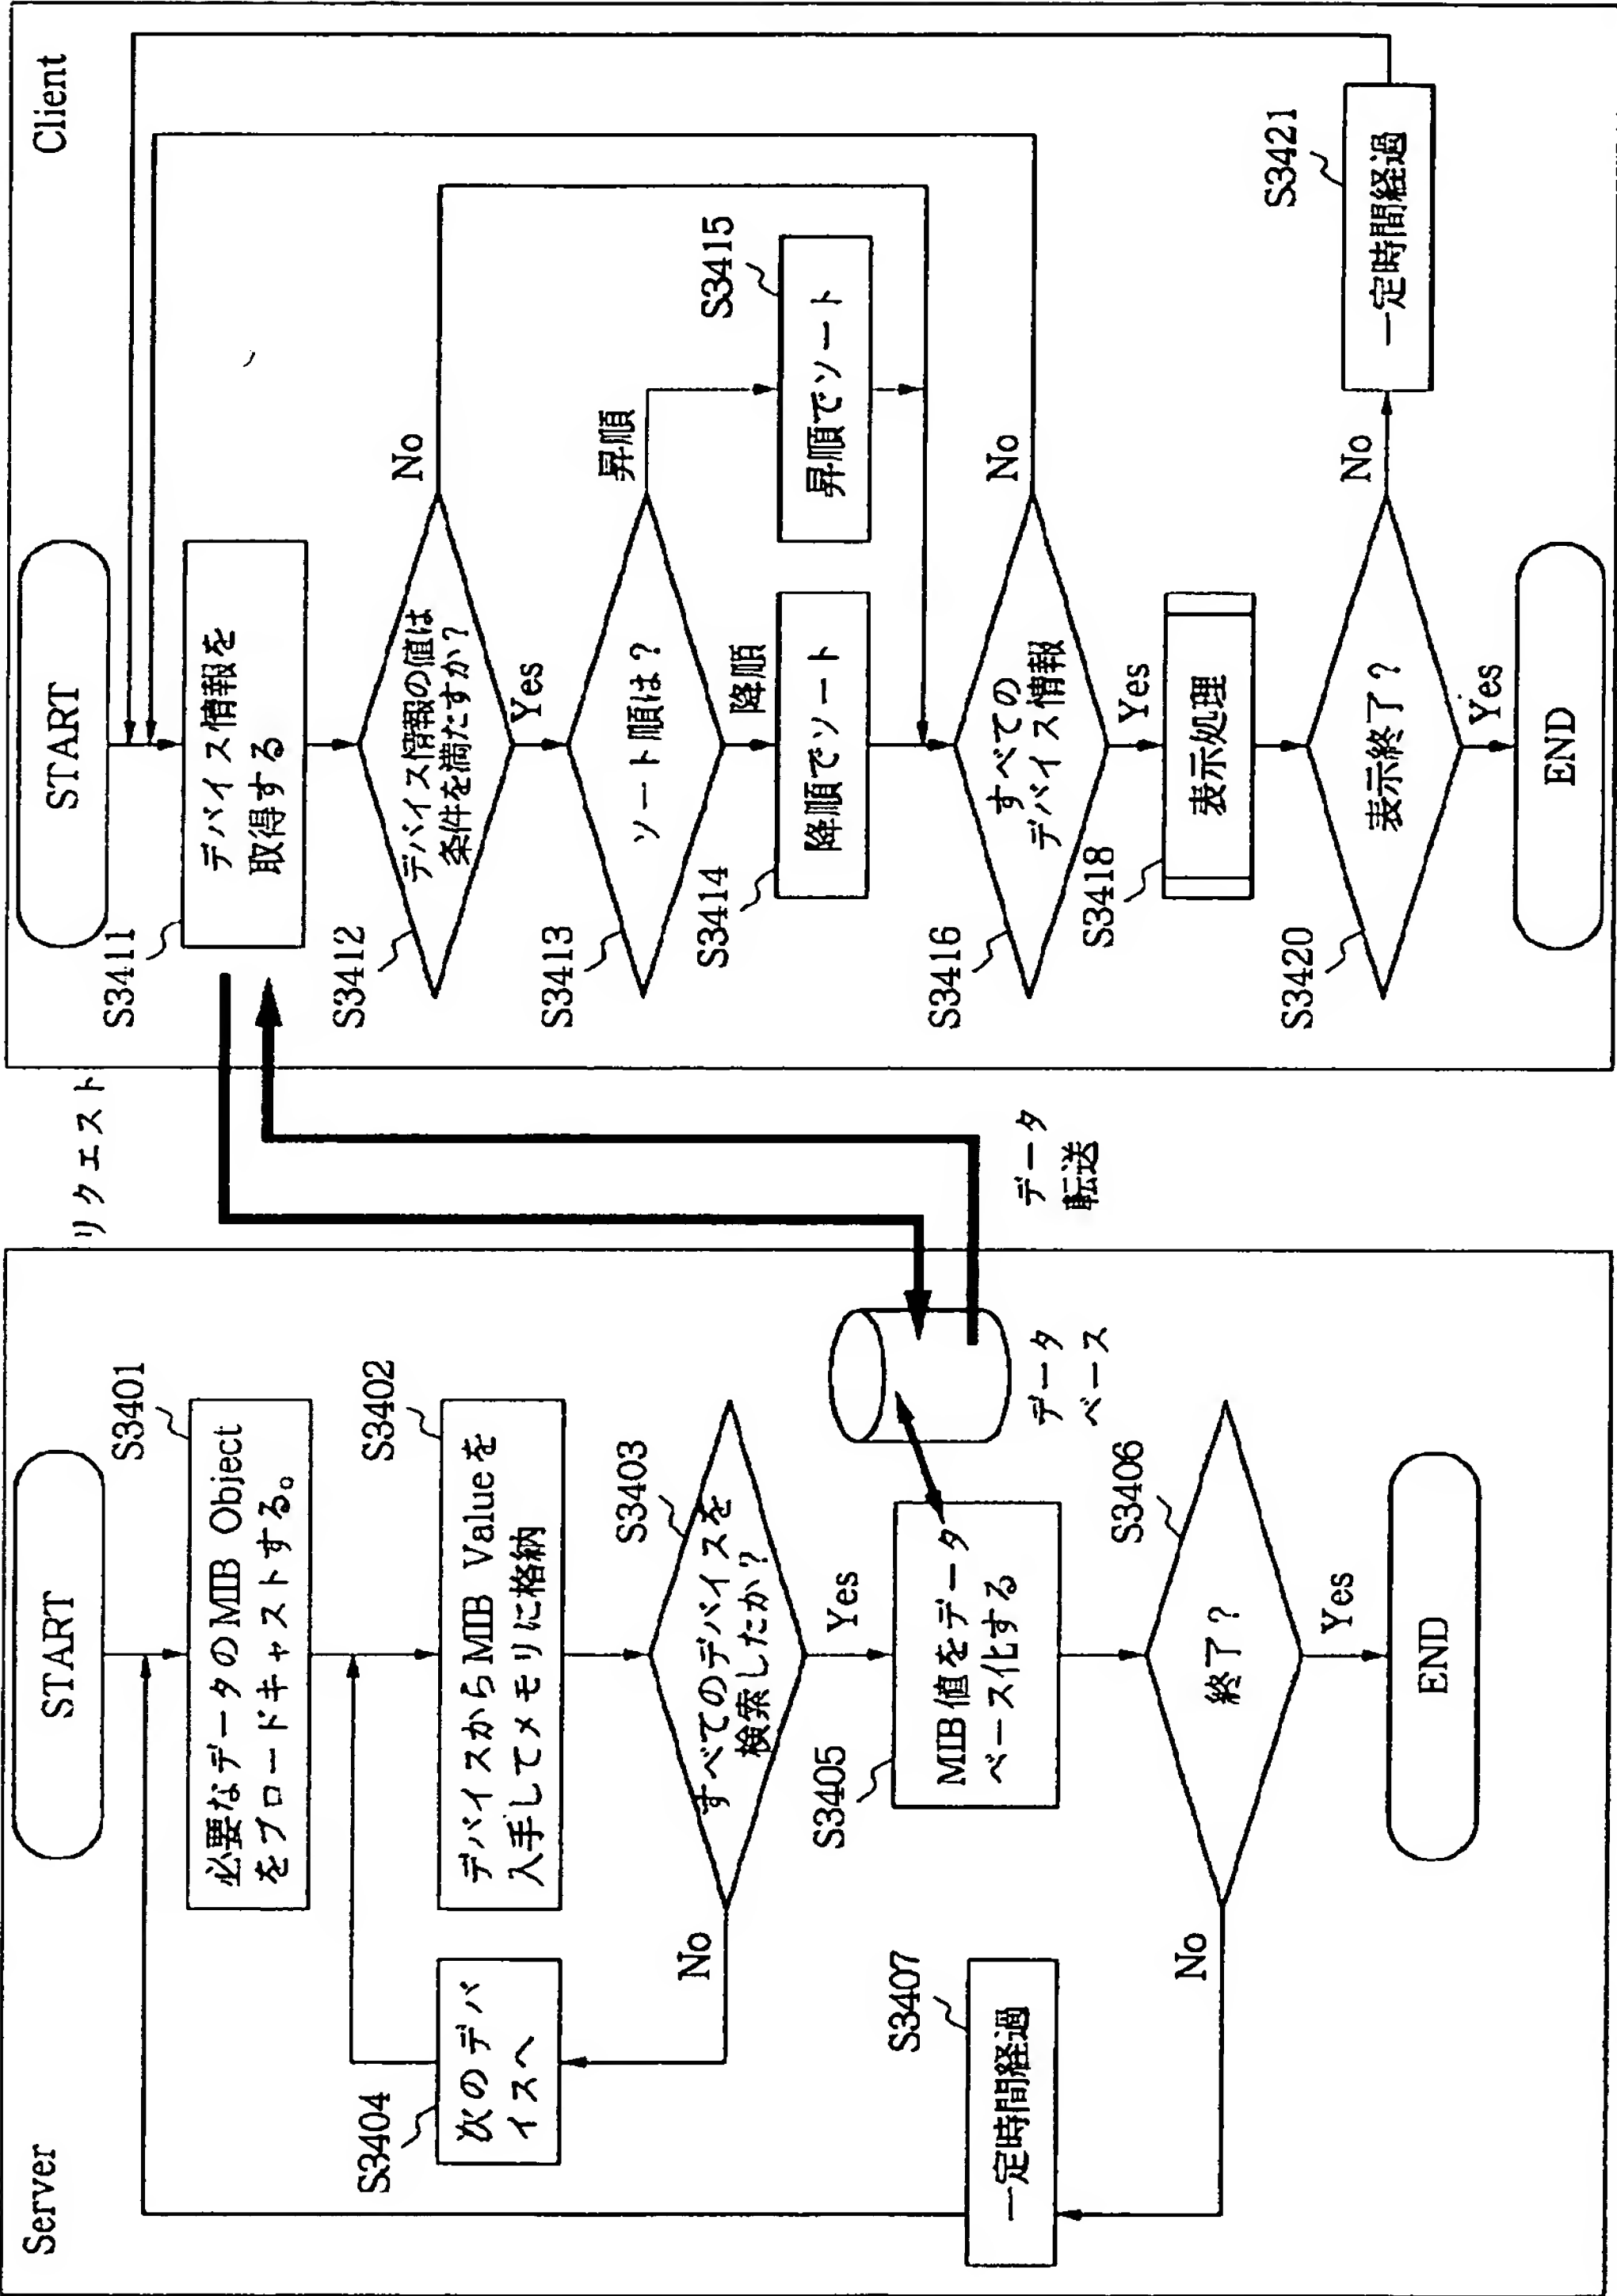 Server
START
S3401
必要なデータのMIB Object
をブロードキャストする。
S3402
デバイスからMIB Valueを
入手してメモリに格納
S3404
次のデバ
イスへ
S3403
すべてのデバイスを
検索したか?
No
Yes
S3405
MIB値をデータ
ベース化する
データ
ベース
S3406
終了?
No
Yes
S3407
一定時間経過
END
リクエスト
データ
転送
Client
START
S3411
デバイス情報を
取得する
S3412
デバイス情報の値は
条件を満たすか?
No
Yes
S3413
ソート順は?
昇順
降順
S3414
降順でソート
S3415
昇順でソート
S3416
すべての
デバイス情報
No
Yes
S3418
表示処理
S3420
表示終了?
No
Yes
S3421
一定時間経過
END